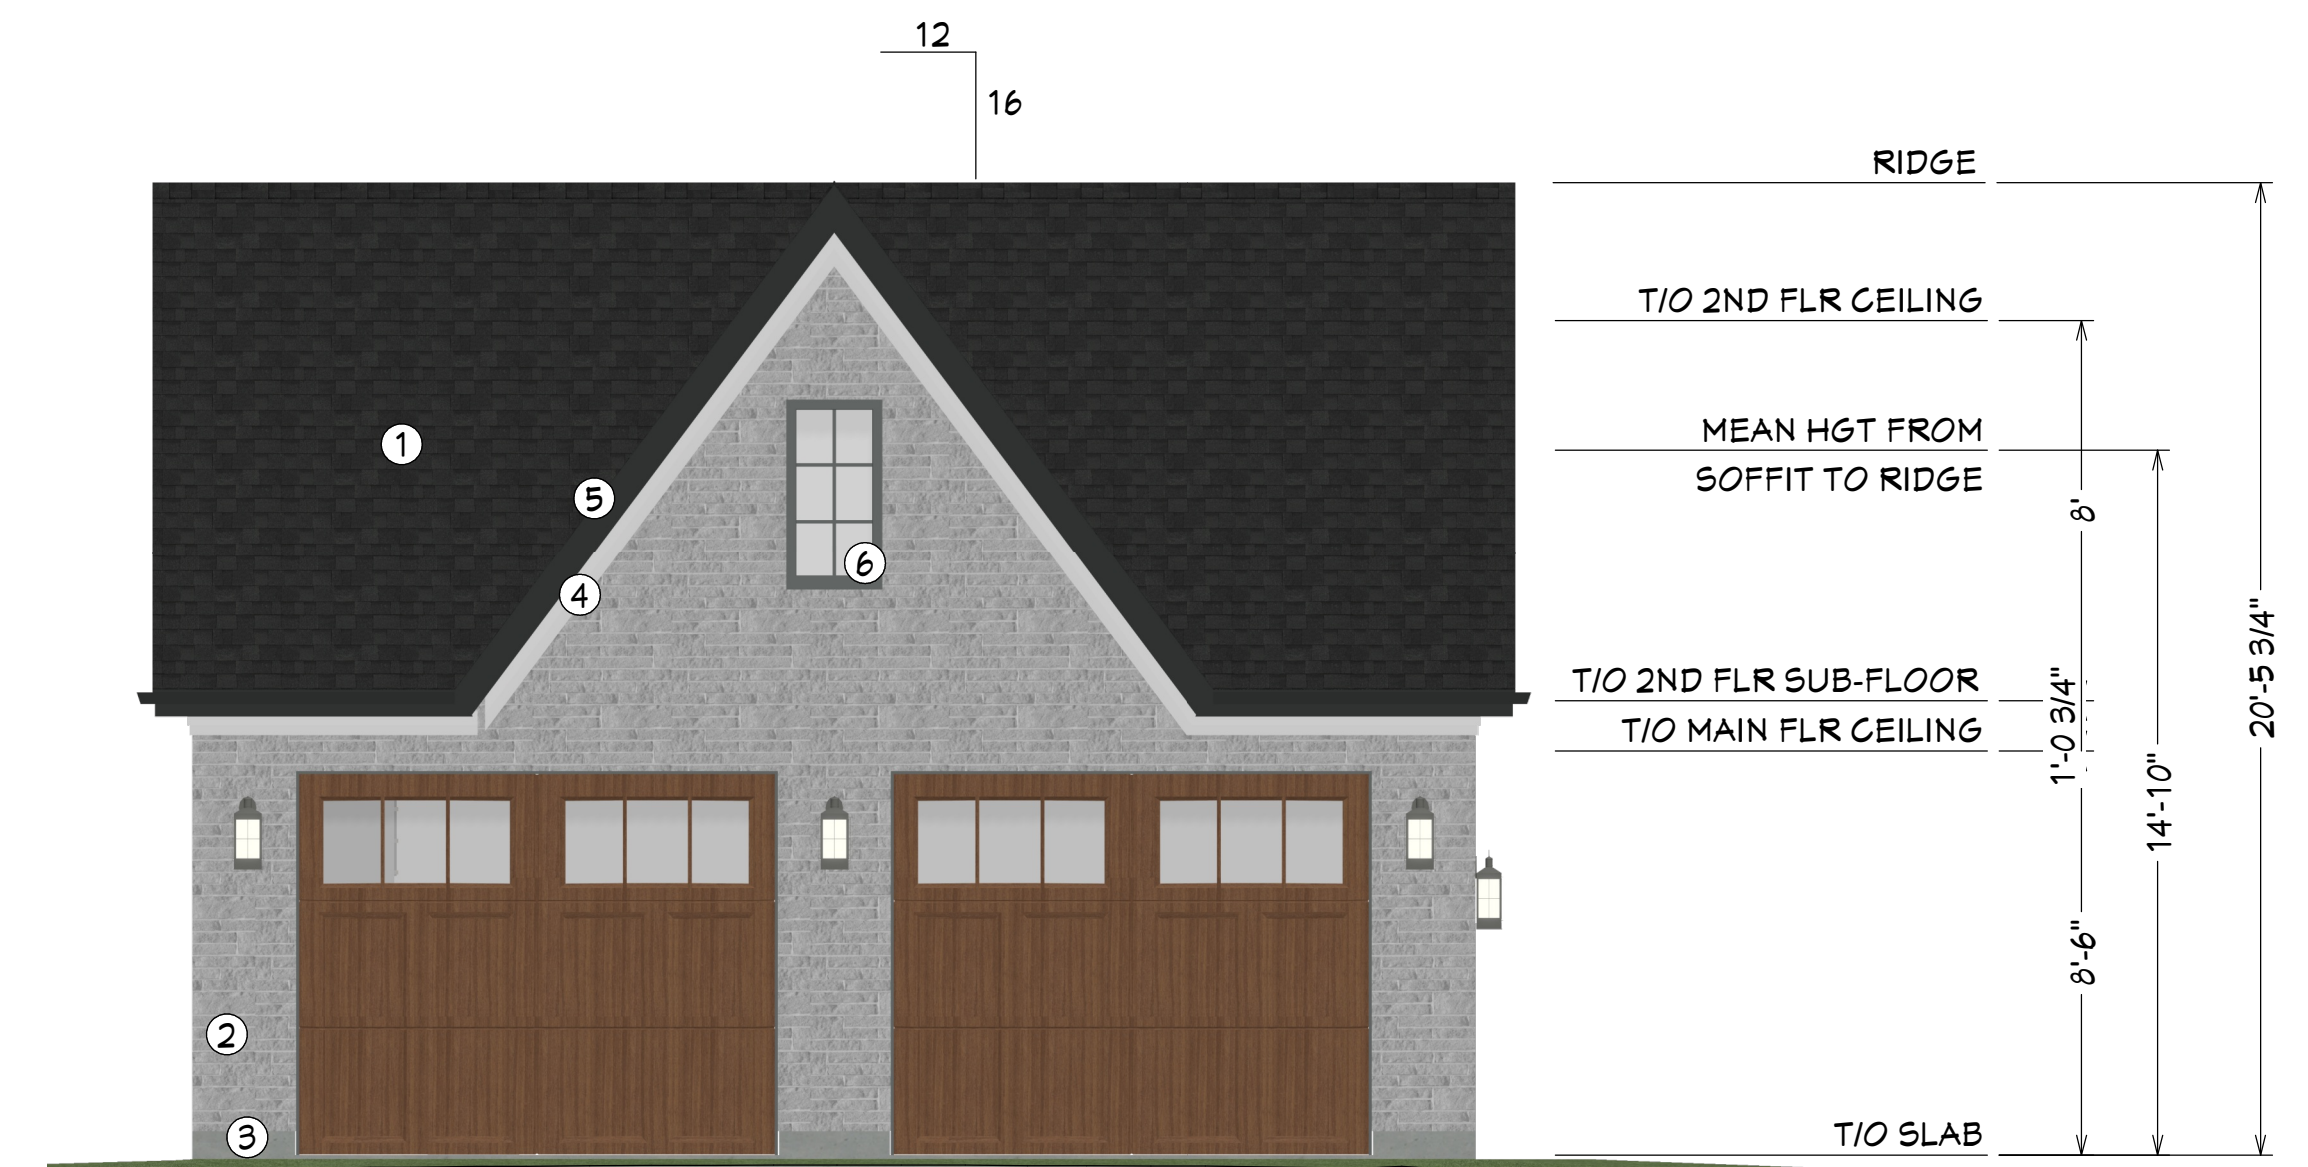 12
16
RIDGE
T/O 2ND FLR CEILING
MEAN HGT FROM
SOFFIT TO RIDGE
T/O 2ND FLR SUB-FLOOR
T/O MAIN FLR CEILING
T/O SLAB
8'
1'-0 3/4"
8'-6"
14'-10"
20'-5 3/4"
1
5
6
4
2
3